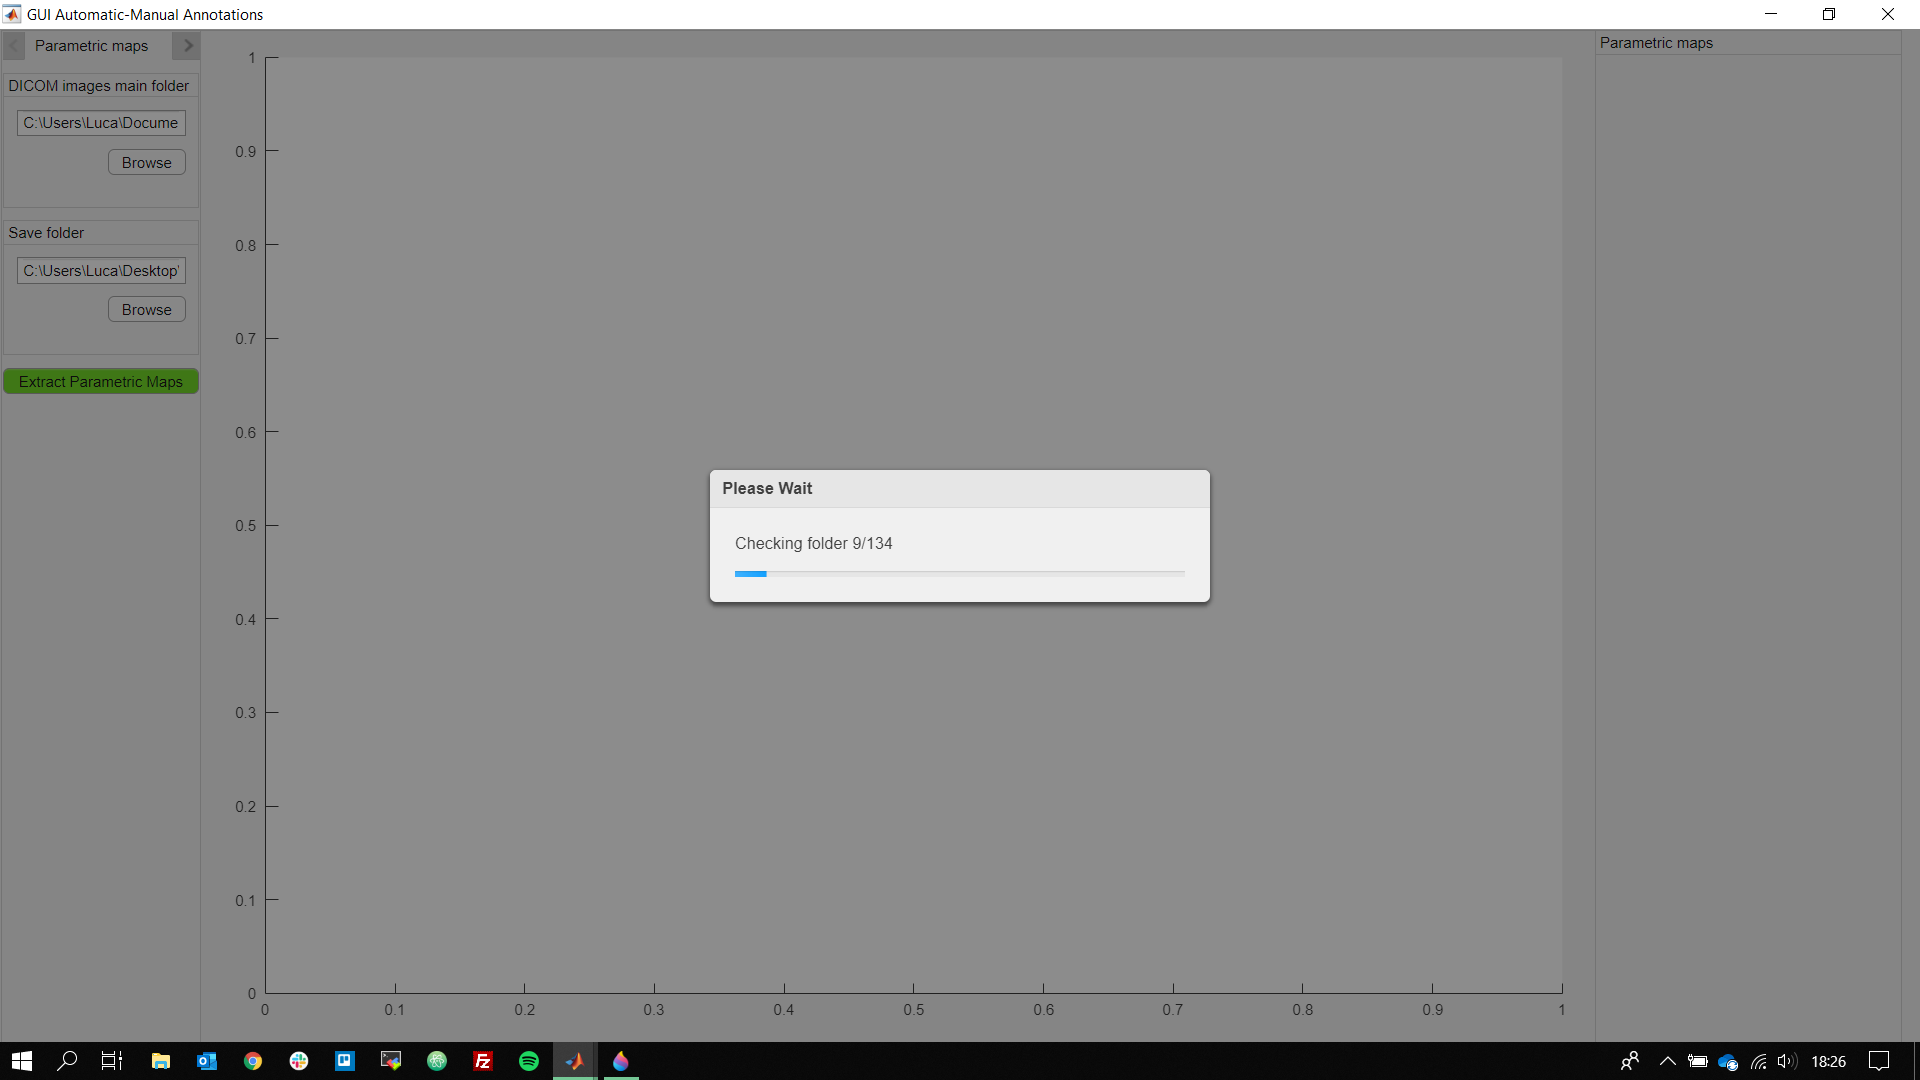 GUI Automatic-Manual Annotations
Parametric maps
DICOM images main folder
C:\Users\Luca\Docume
Browse
Save folder
C:\Users\Luca\Desktop'
Browse
Extract Parametric Maps
1
0.9
0.8
0.7
0.6
0.5
0.4
0.3
0.2
0.1
0
0 0.1 0.2 0.3 0.4 0.5 0.6 0.7 0.8 0.9 1
Please Wait
Checking folder 9/134
Parametric maps
18:26